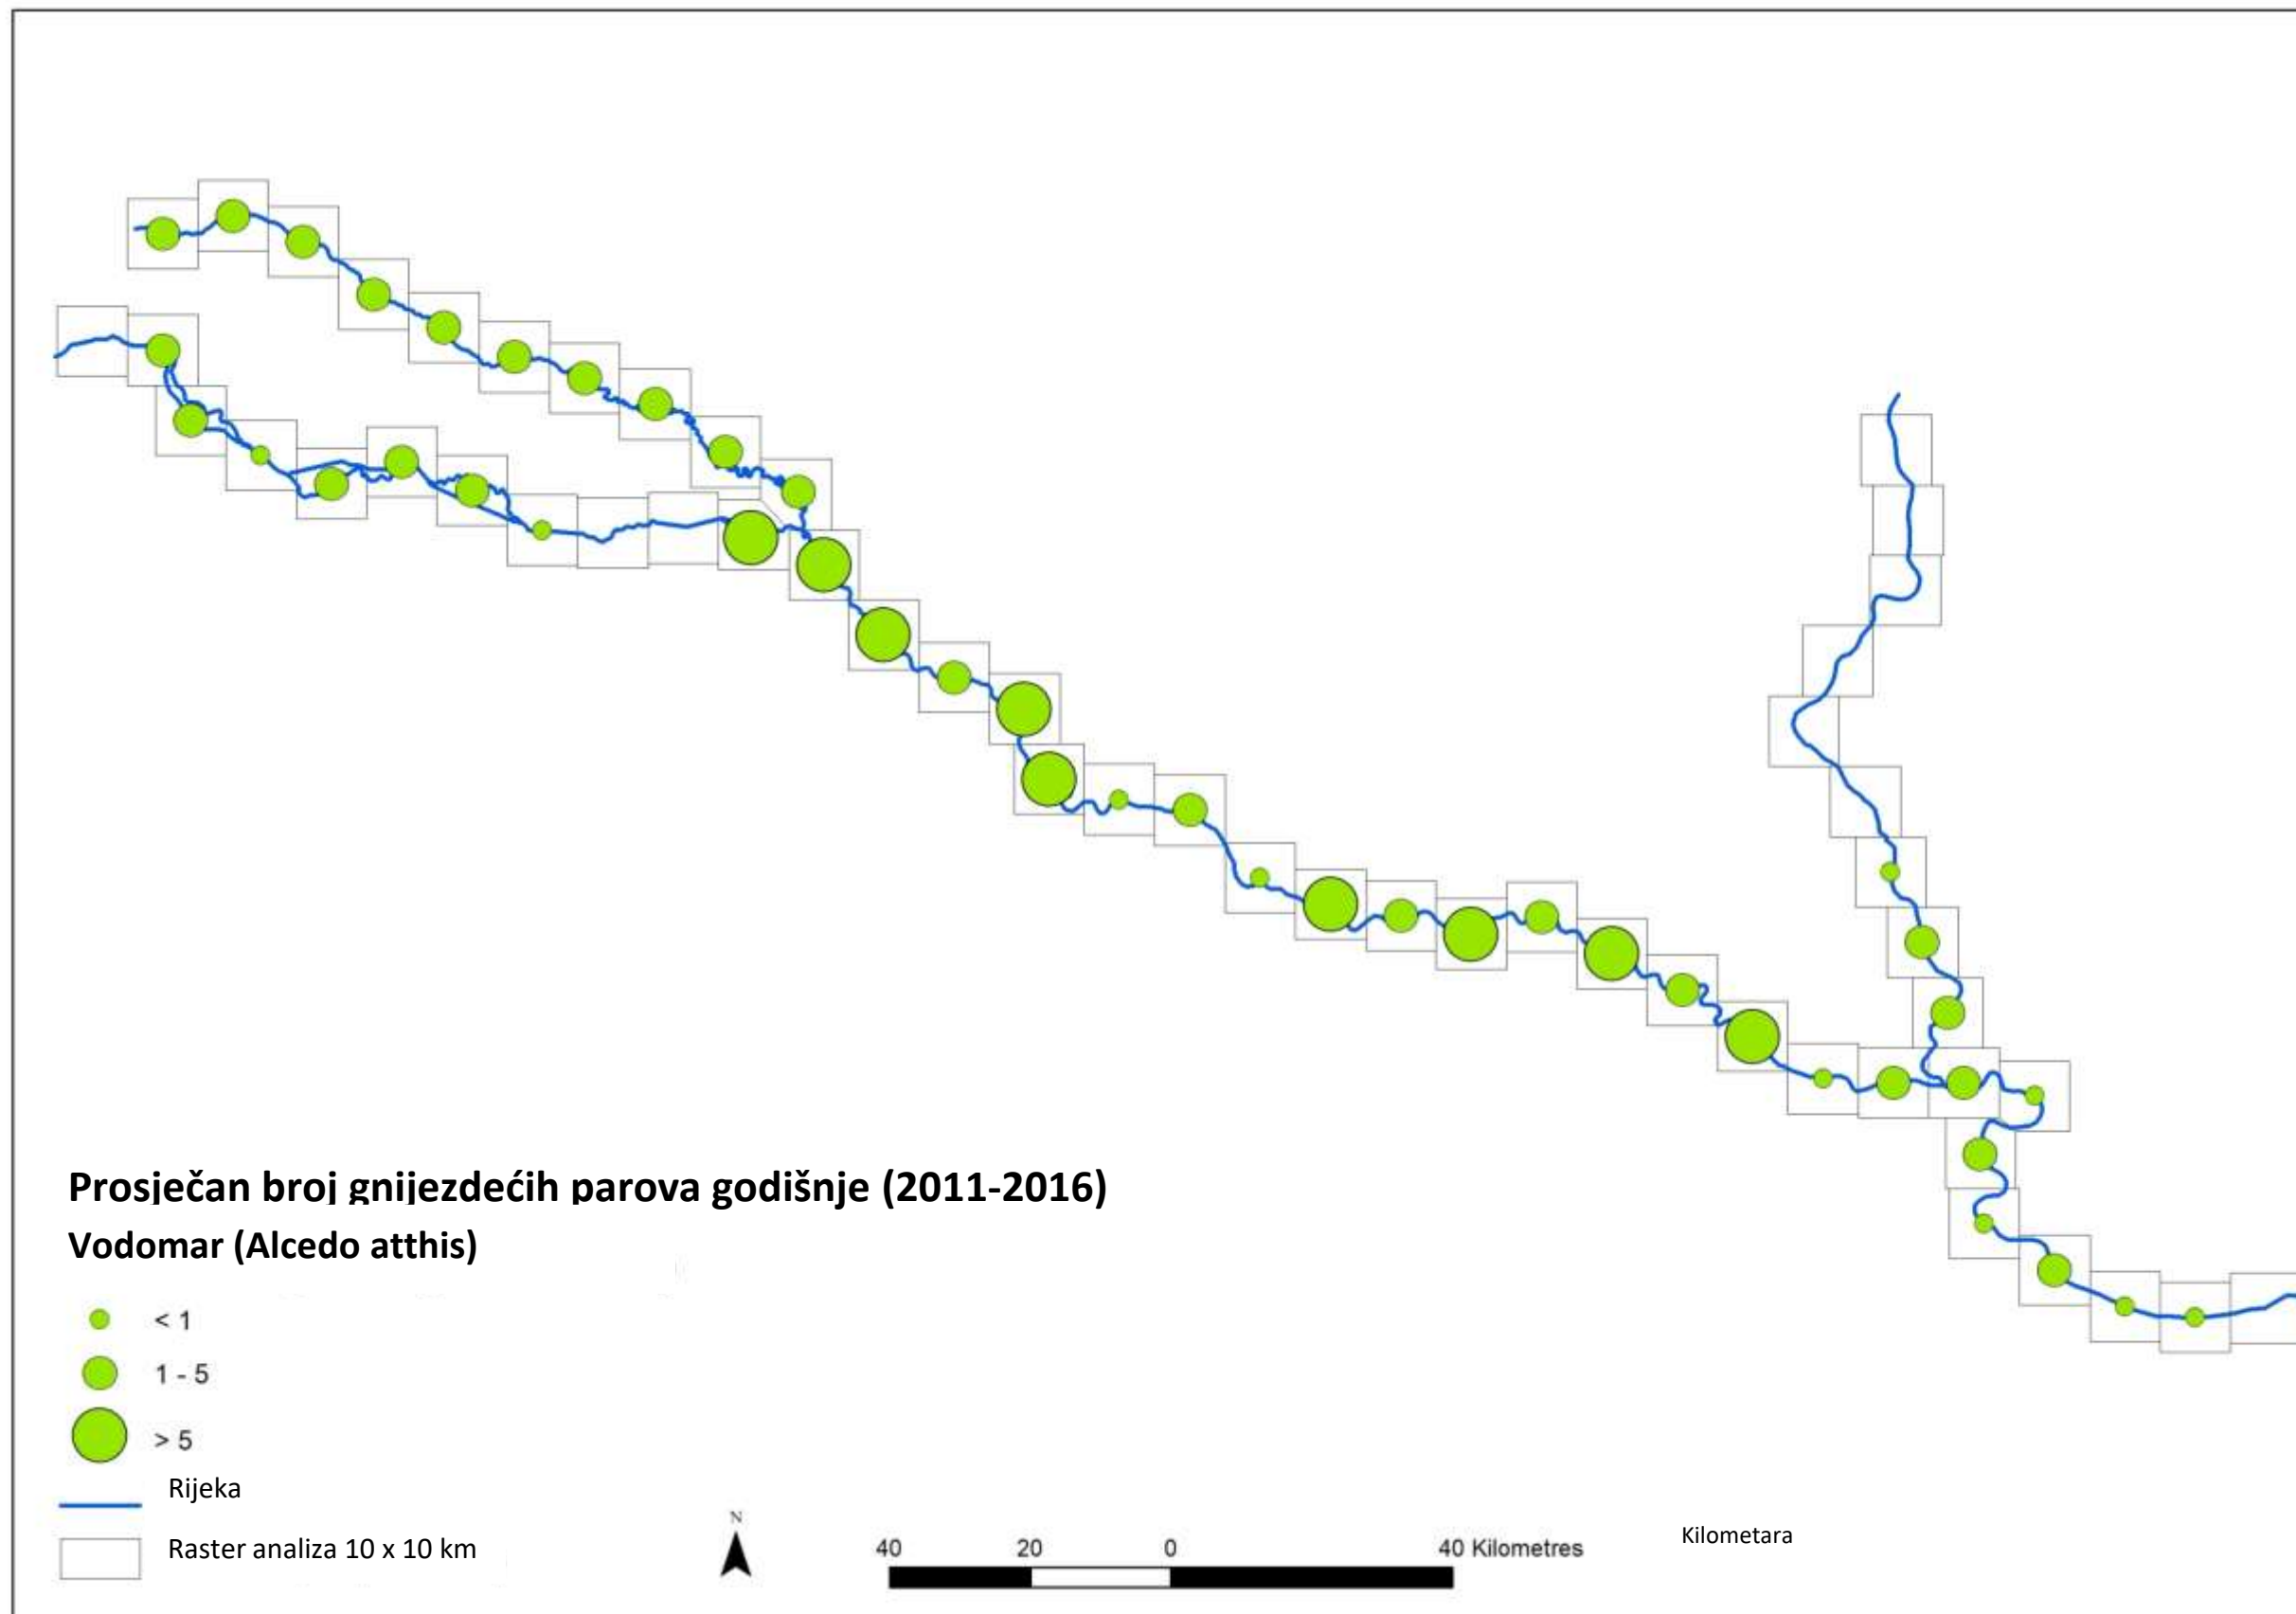 Prosječan broj gnijezdećih parova godišnje (2011-2016)
Vodomar (Alcedo atthis)
< 1
1 - 5
> 5
Rijeka
Raster analiza 10 x 10 km
N
40 20 0 40 Kilometres
Kilometara